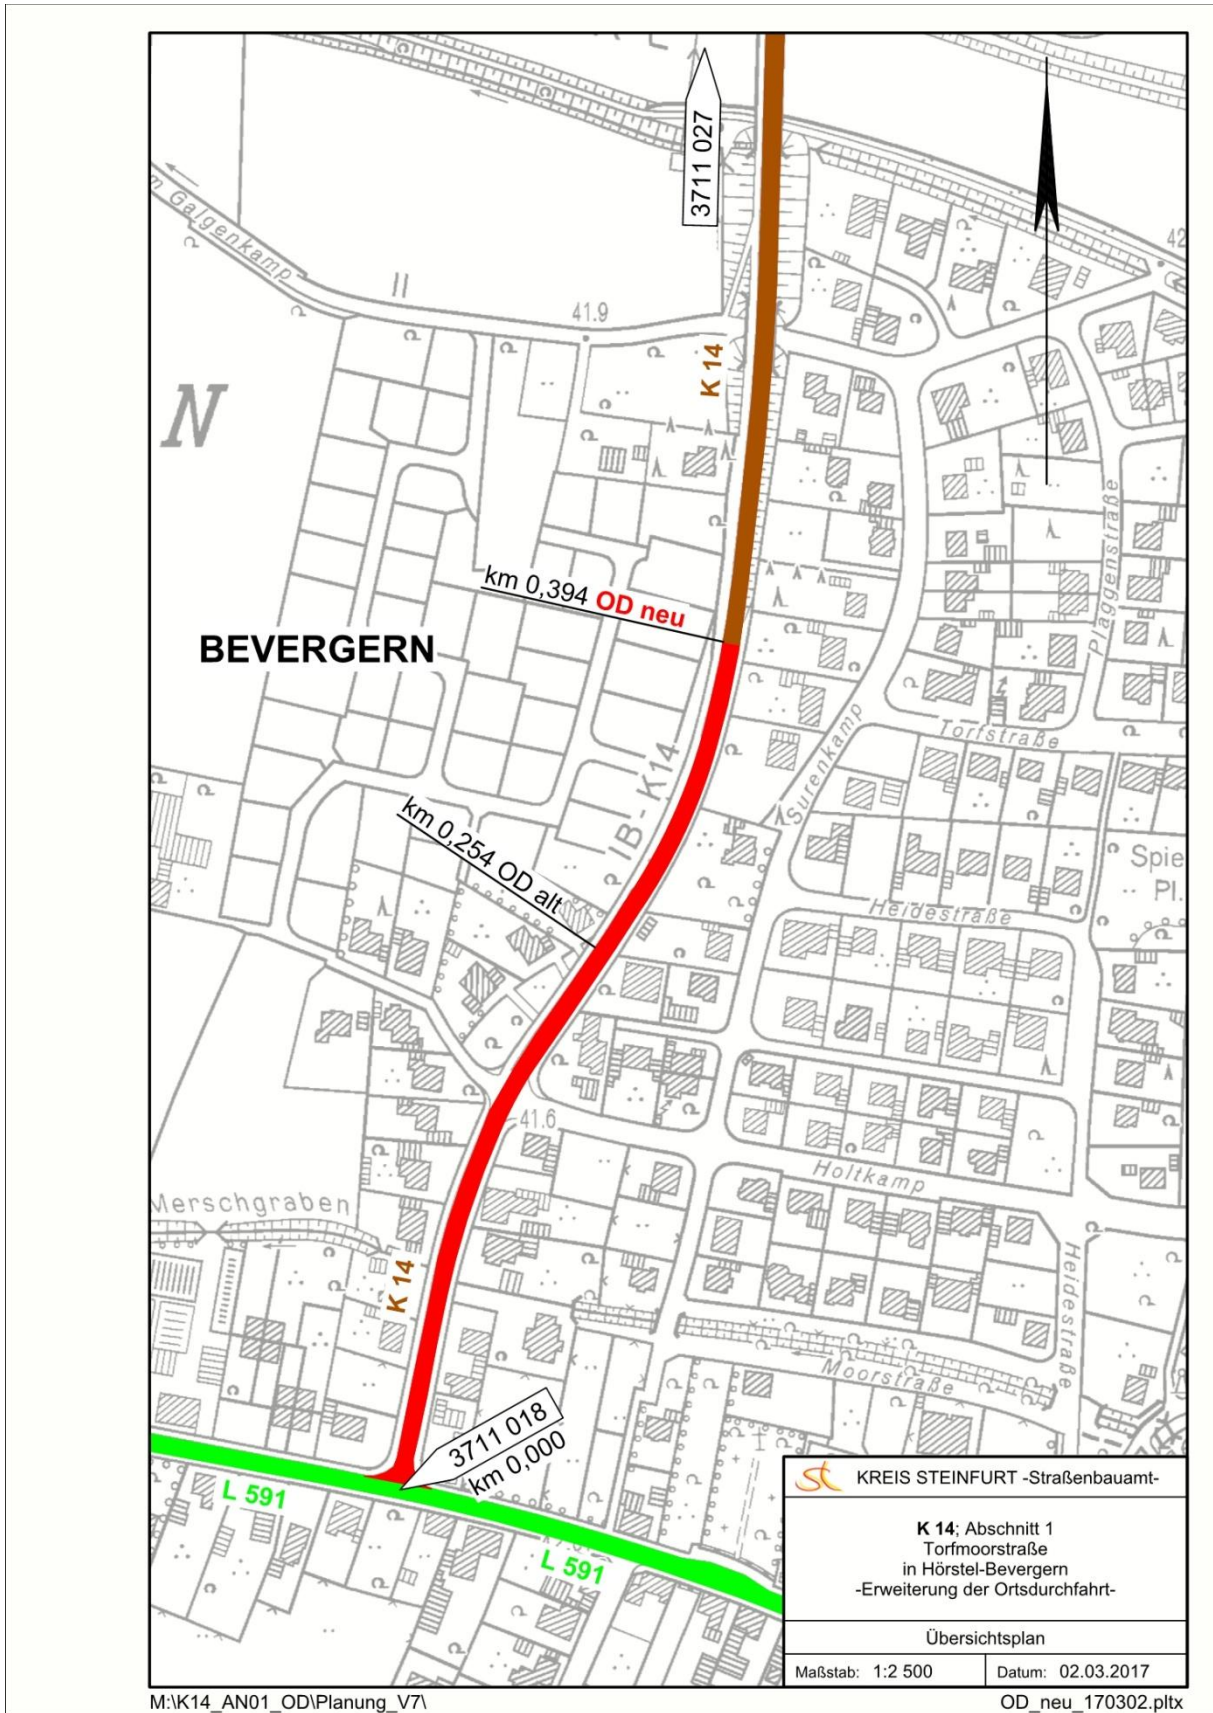 3711 027
42
m Galgenkamp
II
41.9
K 14
N
Plaggenstraße
km 0,394 OD neu
BEVERGERN
Torfstraße
Surenkamp
IB - K14
km 0,254 OD alt
Spie
Pl.
Heidestraße
41.6
Holtkamp
Merschgraben
K 14
Heidestraße
Moorstraße
3711 018
km 0,000
L 591
L 591
KREIS STEINFURT -Straßenbauamt-
K 14; Abschnitt 1
Torfmoorstraße
in Hörstel-Bevergern
-Erweiterung der Ortsdurchfahrt-
Übersichtsplan
Maßstab: 1:2 500
Datum: 02.03.2017
M:\K14_AN01_OD\Planung_V7\
OD_neu_170302.pltx